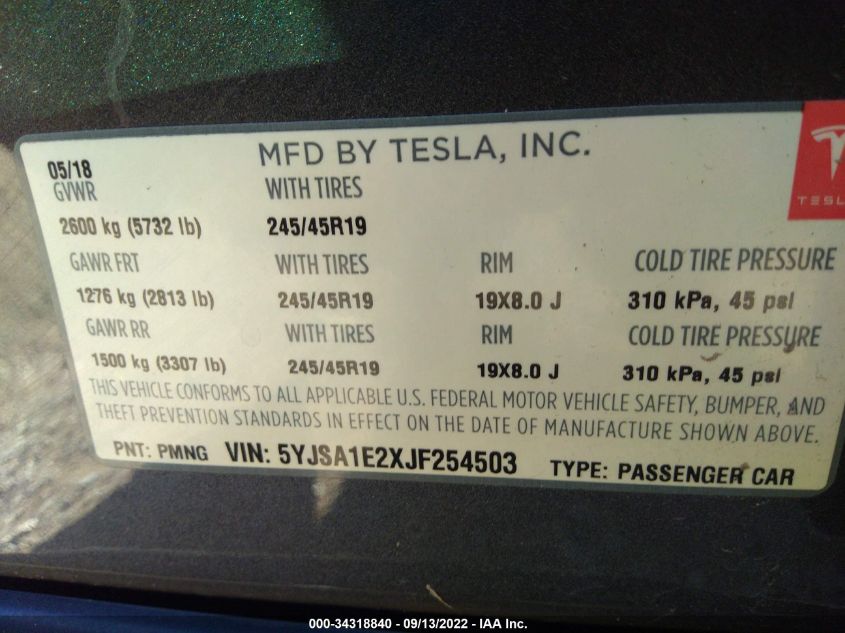 MFD BY TESLA, INC.
TESLA
05/18
GVWR WITH TIRES
2600 kg (5732 lb) 245/45R19
GAWR FRT WITH TIRES RIM COLD TIRE PRESSURE
1276 kg (2813 lb) 245/45R19 19X8.0 J 310 kPa, 45 psi
GAWR RR WITH TIRES RIM COLD TIRE PRESSURE
1500 kg (3307 lb) 245/45R19 19X8.0 J 310 kPa, 45 psi
THIS VEHICLE CONFORMS TO ALL APPLICABLE U.S. FEDERAL MOTOR VEHICLE SAFETY, BUMPER, AND
THEFT PREVENTION STANDARDS IN EFFECT ON THE DATE OF MANUFACTURE SHOWN ABOVE.
PNT: PMNG VIN: 5YJSA1E2XJF254503 TYPE: PASSENGER CAR
000-34318840 - 09/13/2022 - IAA Inc.